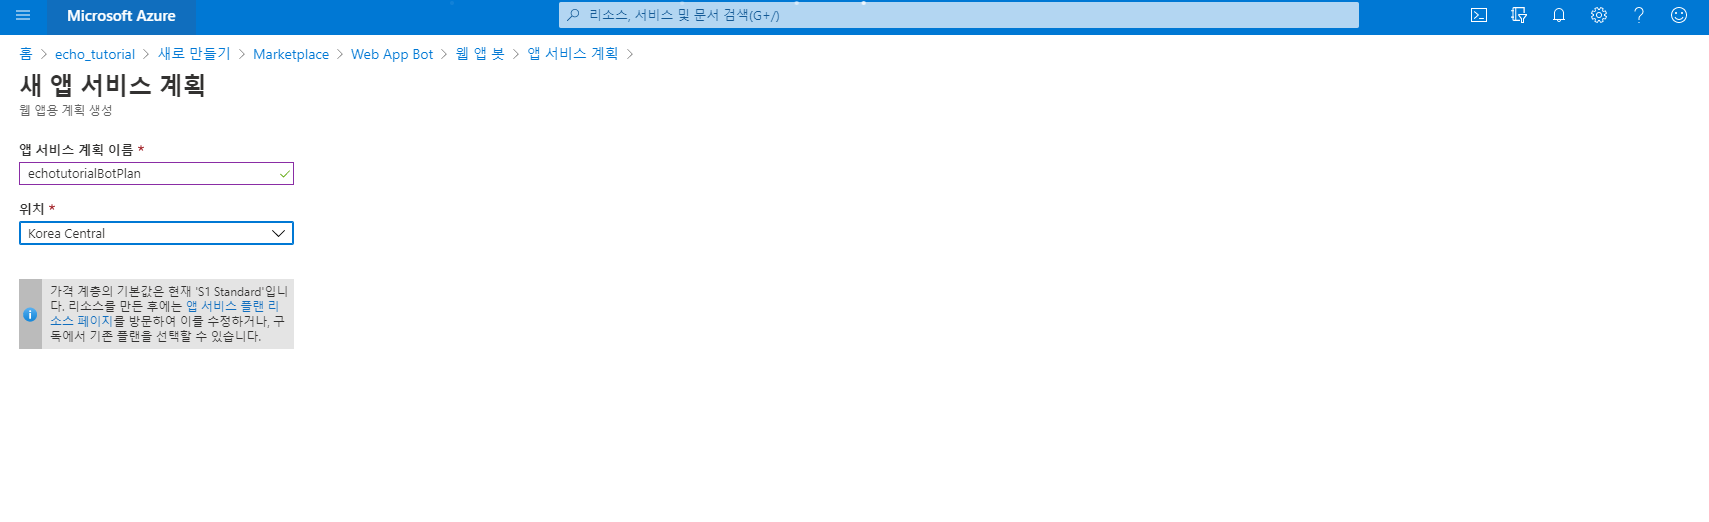 Microsoft Azure
리소스, 서비스 및 문서 검색(G+/)
홈 > echo_tutorial > 새로 만들기 > Marketplace > Web App Bot > 웹 앱 봇 > 앱 서비스 계획 >
새 앱 서비스 계획
웹 앱용 계획 생성
앱 서비스 계획 이름 *
echotutorialBotPlan
위치 *
Korea Central
가격 계층의 기본값은 현재 'S1 Standard'입니
다. 리소스를 만든 후에는 앱 서비스 플랜 리
소스 페이지를 방문하여 이를 수정하거나, 구
독에서 기존 플랜을 선택할 수 있습니다.